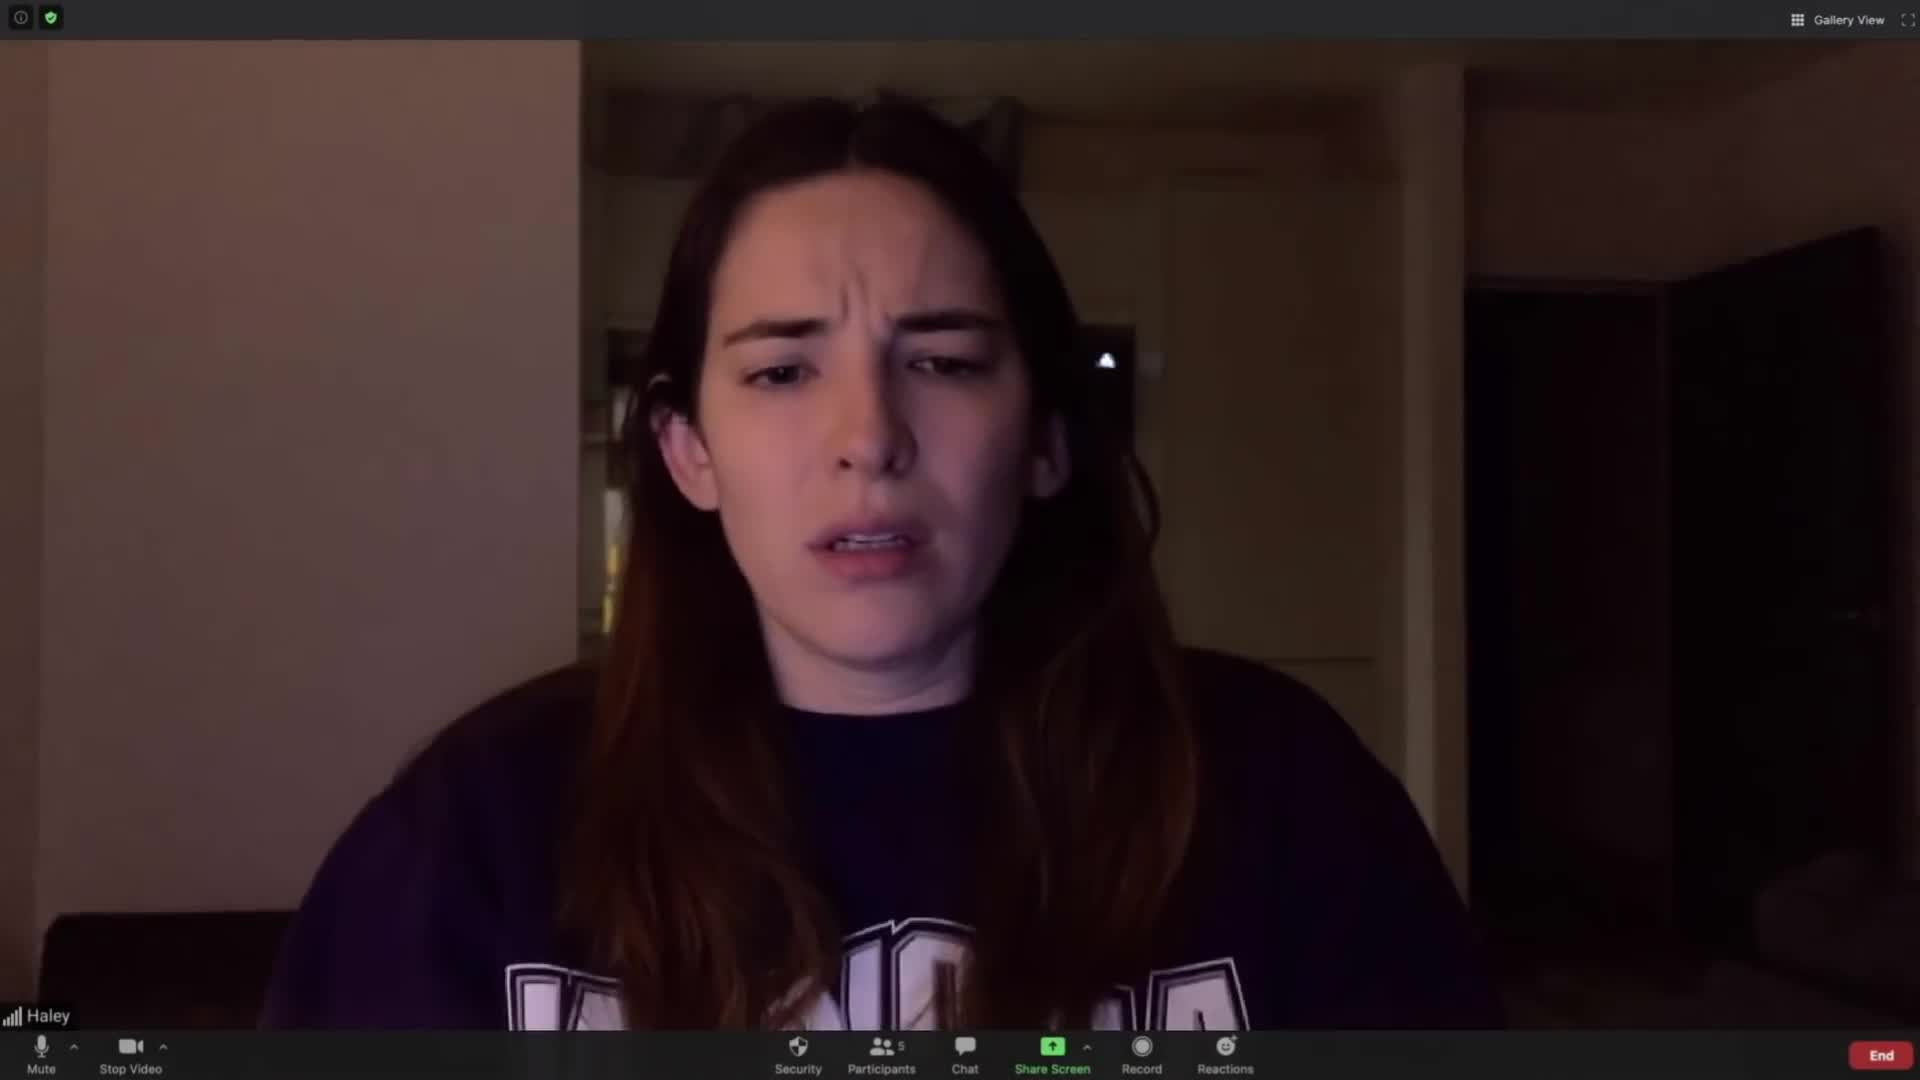 Gallery View
Haley
Mute
Stop Video
Security
Participants
5
Chat
Share Screen
Record
Reactions
End